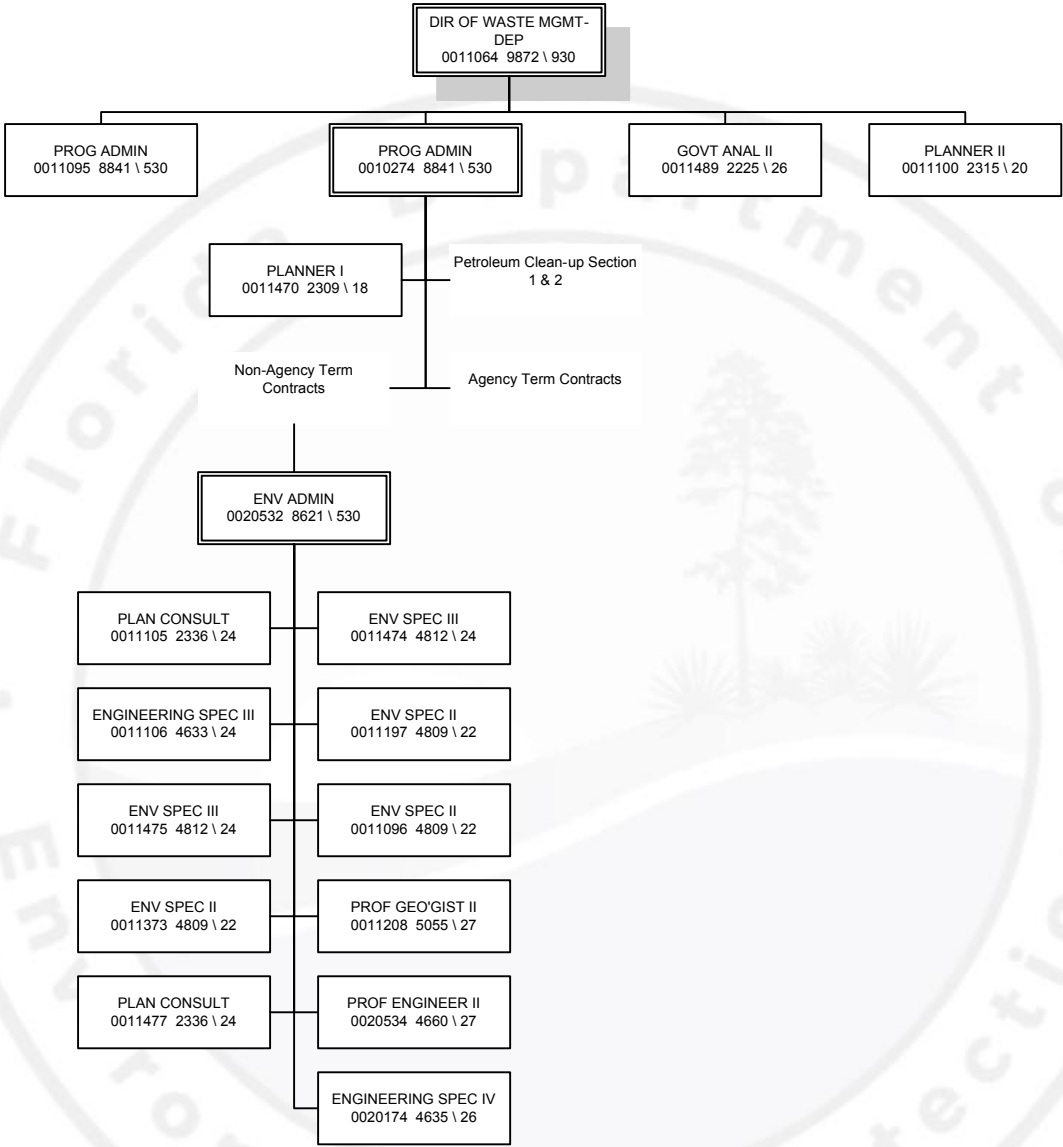 DIR OF WASTE MGMT-
DEP
0011064 9872 \ 930
PROG ADMIN
0011095 8841 \ 530
PROG ADMIN
0010274 8841 \ 530
GOVT ANAL II
0011489 2225 \ 26
PLANNER II
0011100 2315 \ 20
PLANNER I
0011470 2309 \ 18
Petroleum Clean-up Section
1 & 2
Non-Agency Term
Contracts
Agency Term Contracts
ENV ADMIN
0020532 8621 \ 530
PLAN CONSULT
0011105 2336 \ 24
ENV SPEC III
0011474 4812 \ 24
ENGINEERING SPEC III
0011106 4633 \ 24
ENV SPEC II
0011197 4809 \ 22
ENV SPEC III
0011475 4812 \ 24
ENV SPEC II
0011096 4809 \ 22
ENV SPEC II
0011373 4809 \ 22
PROF GEO'GIST II
0011208 5055 \ 27
PLAN CONSULT
0011477 2336 \ 24
PROF ENGINEER II
0020534 4660 \ 27
ENGINEERING SPEC IV
0020174 4635 \ 26
Florida Department